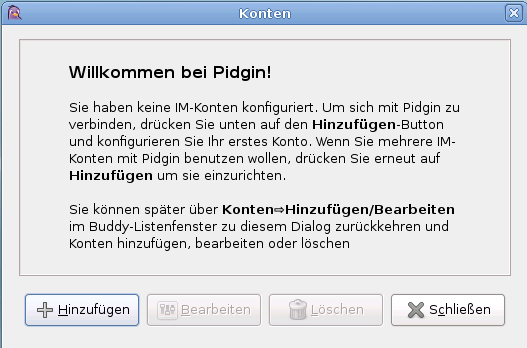 Konten
Willkommen bei Pidgin!
Sie haben keine IM-Konten konfiguriert. Um sich mit Pidgin zu
verbinden, drücken Sie unten auf den Hinzufügen-Button
und konfigurieren Sie Ihr erstes Konto. Wenn Sie mehrere IM-
Konten mit Pidgin benutzen wollen, drücken Sie erneut auf
Hinzufügen um sie einzurichten.
Sie können später über Konten⇨Hinzufügen/Bearbeiten
im Buddy-Listenfenster zu diesem Dialog zurückkehren und
Konten hinzufügen, bearbeiten oder löschen
Hinzufügen Bearbeiten Löschen Schließen